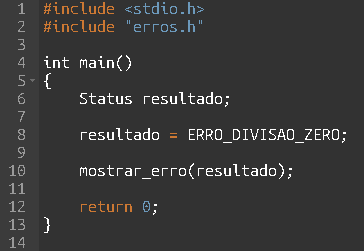 1 #include <stdio.h>
2 #include "erros.h"
3
4 int main()
5 {
6     Status resultado;
7
8     resultado = ERRO_DIVISAO_ZERO;
9
10     mostrar_erro(resultado);
11
12     return 0;
13 }
14